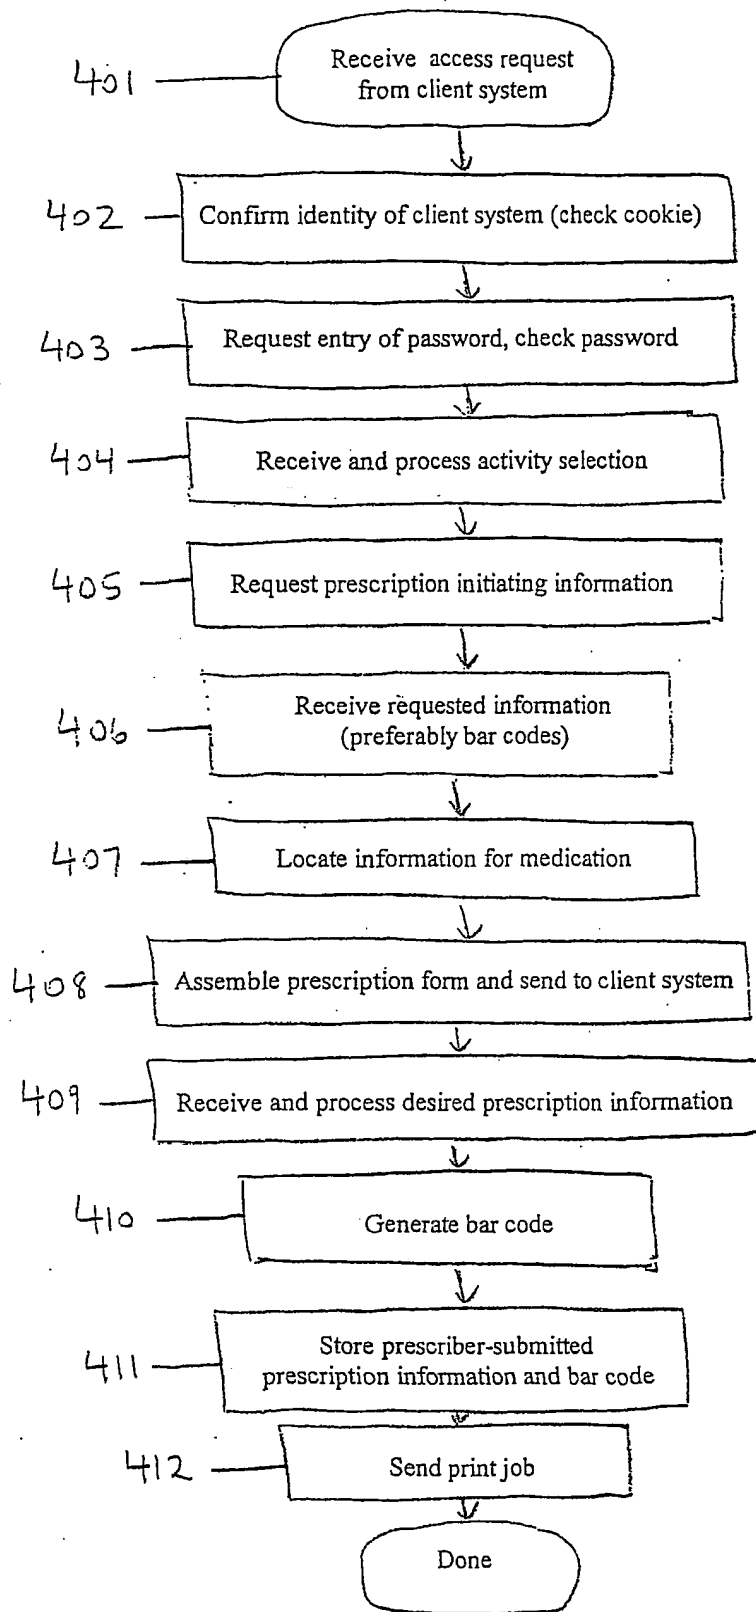 401
Receive access request
from client system
402
Confirm identity of client system (check cookie)
403
Request entry of password, check password
404
Receive and process activity selection
405
Request prescription initiating information
406
Receive requested information
(preferably bar codes)
407
Locate information for medication
408
Assemble prescription form and send to client system
409
Receive and process desired prescription information
410
Generate bar code
411
Store prescriber-submitted
prescription information and bar code
412
Send print job
Done